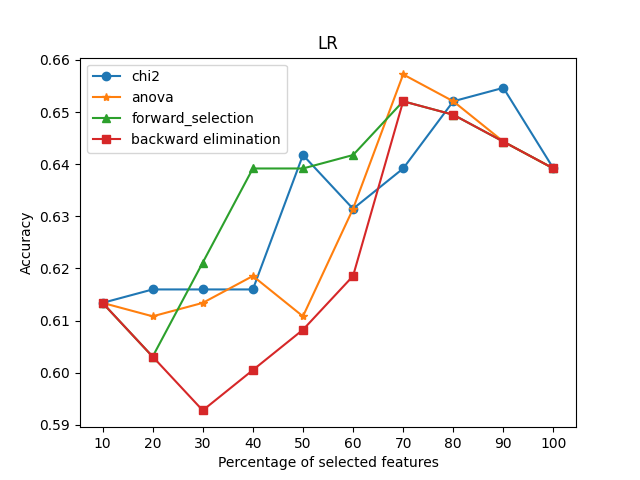 LR
0.66
0.65
0.64
0.63
0.62
0.61
0.60
0.59
Accuracy
chi2
anova
forward_selection
backward elimination
10 20 30 40 50 60 70 80 90 100
Percentage of selected features